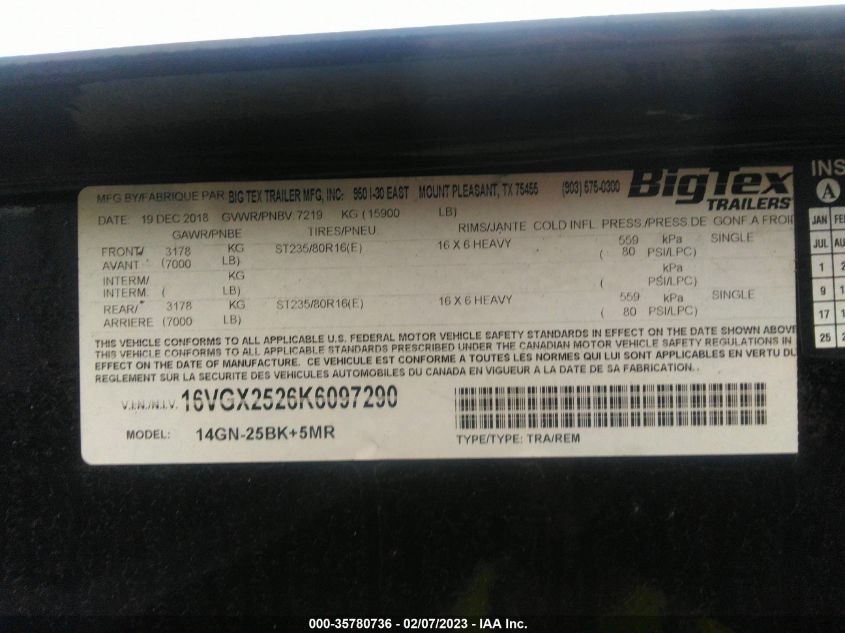 MFG BY/FABRIQUE PAR BIG TEX TRAILER MFG, INC. 950 I-30 EAST MOUNT PLEASANT, TX 75455 (903) 575-0300 BigTex
TRAILERS
DATE: 19 DEC 2018 GVWR/PNBV 7219 KG (15900 LB)
GAWR/PNBE TIRES/PNEU. RIMS/JANTE COLD INFL PRESS./PRESS.DE GONF A FROI
FRONT/ 3178 KG ST235/80R16(E) 16 X 6 HEAVY 559 kPa SINGLE
AVANT (7000 LB) ( 80 PSI/LPC)
INTERM/ KG kPa
INTERM. ( LB) ( PSI/LPC)
REAR/ 3178 KG ST235/80R16(E) 16 X 6 HEAVY 559 kPa SINGLE
ARRIERE (7000 LB) ( 80 PSI/LPC)
THIS VEHICLE CONFORMS TO ALL APPLICABLE U.S. FEDERAL MOTOR VEHICLE SAFETY STANDARDS IN EFFECT ON THE DATE SHOWN ABOVE
THIS VEHICLE CONFORMS TO ALL APPLICABLE STANDARDS PRESCRIBED UNDER THE CANADIAN MOTOR VEHICLE SAFETY REGULATIONS IN
EFFECT ON THE DATE OF MANUFACTURE. CE VEHICULE EST CONFORME A TOUTES LES NORMES QUI LUI SONT APPLICABLES EN VERTU DU
REGLEMENT SUR LA SECURITE DES VEHICULES AUTOMOBILES DU CANADA EN VIGUEUR A LA DATE DE SA FABRICATION.
V.I.N./N.I.V. 16VGX2526K6097290
MODEL: 14GN-25BK+5MR TYPE/TYPE: TRA/REM
INS
A
JAN FE
JUL AU
1 2
9 1
17 1
25 2
000-35780736 - 02/07/2023 - IAA Inc.